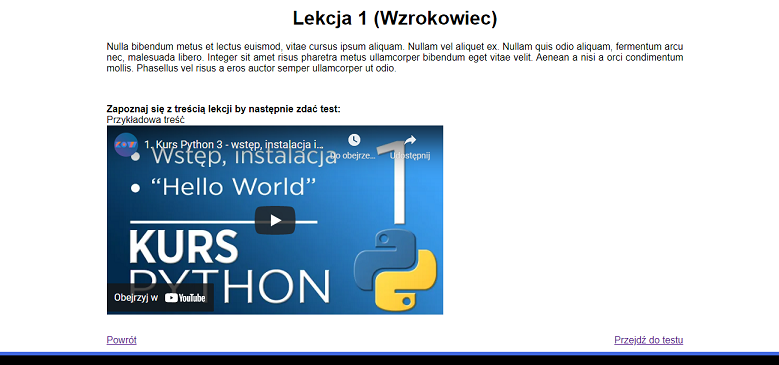 Lekcja 1 (Wzrokowiec)
Nulla bibendum metus et lectus euismod, vitae cursus ipsum aliquam. Nullam vel aliquet ex. Nullam quis odio aliquam, fermentum arcu
nec, malesuada libero. Integer sit amet risus pharetra metus ullamcorper bibendum eget vitae velit. Aenean a nisi a orci condimentum
mollis. Phasellus vel risus a eros auctor semper ullamcorper ut odio.
Zapoznaj się z treścią lekcji by następnie zdać test:
Przykładowa treść
1. Kurs Python 3 - wstęp, instalacja i...
Do obejrze...
Udostępnij
• Wstęp, instalacja
• “Hello World”
1
KURS
PYTHON
Obejrzyj w YouTube
Powrót
Przejdź do testu